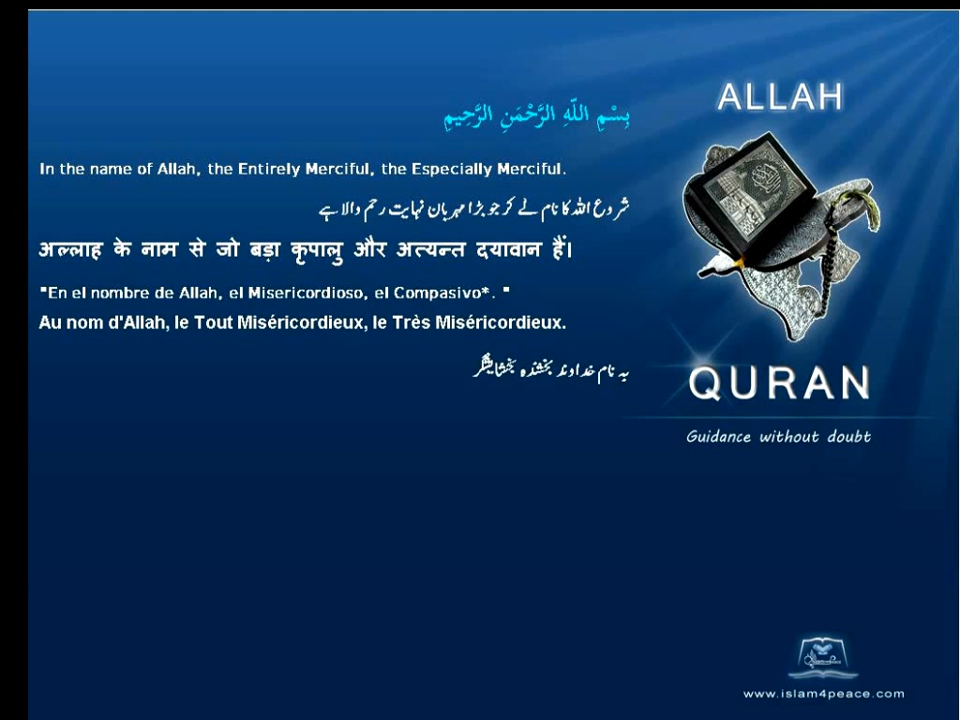 بِسْمِ اللّهِ الرَّحْمَنِ الرَّحِيمِ
In the name of Allah, the Entirely Merciful, the Especially Merciful.
شروع اللہ کا نام لے کر جو بڑا مہربان نہایت رحم والا ہے
अल्लाह के नाम से जो बड़ा कृपालु और अत्यन्त दयावान हैं।
"En el nombre de Allah, el Misericordioso, el Compasivo*. "
Au nom d'Allah, le Tout Miséricordieux, le Très Miséricordieux.
به نام خداوند بخشنده بخشایشگر
ALLAH
QURAN
Guidance without doubt
www.islam4peace.com